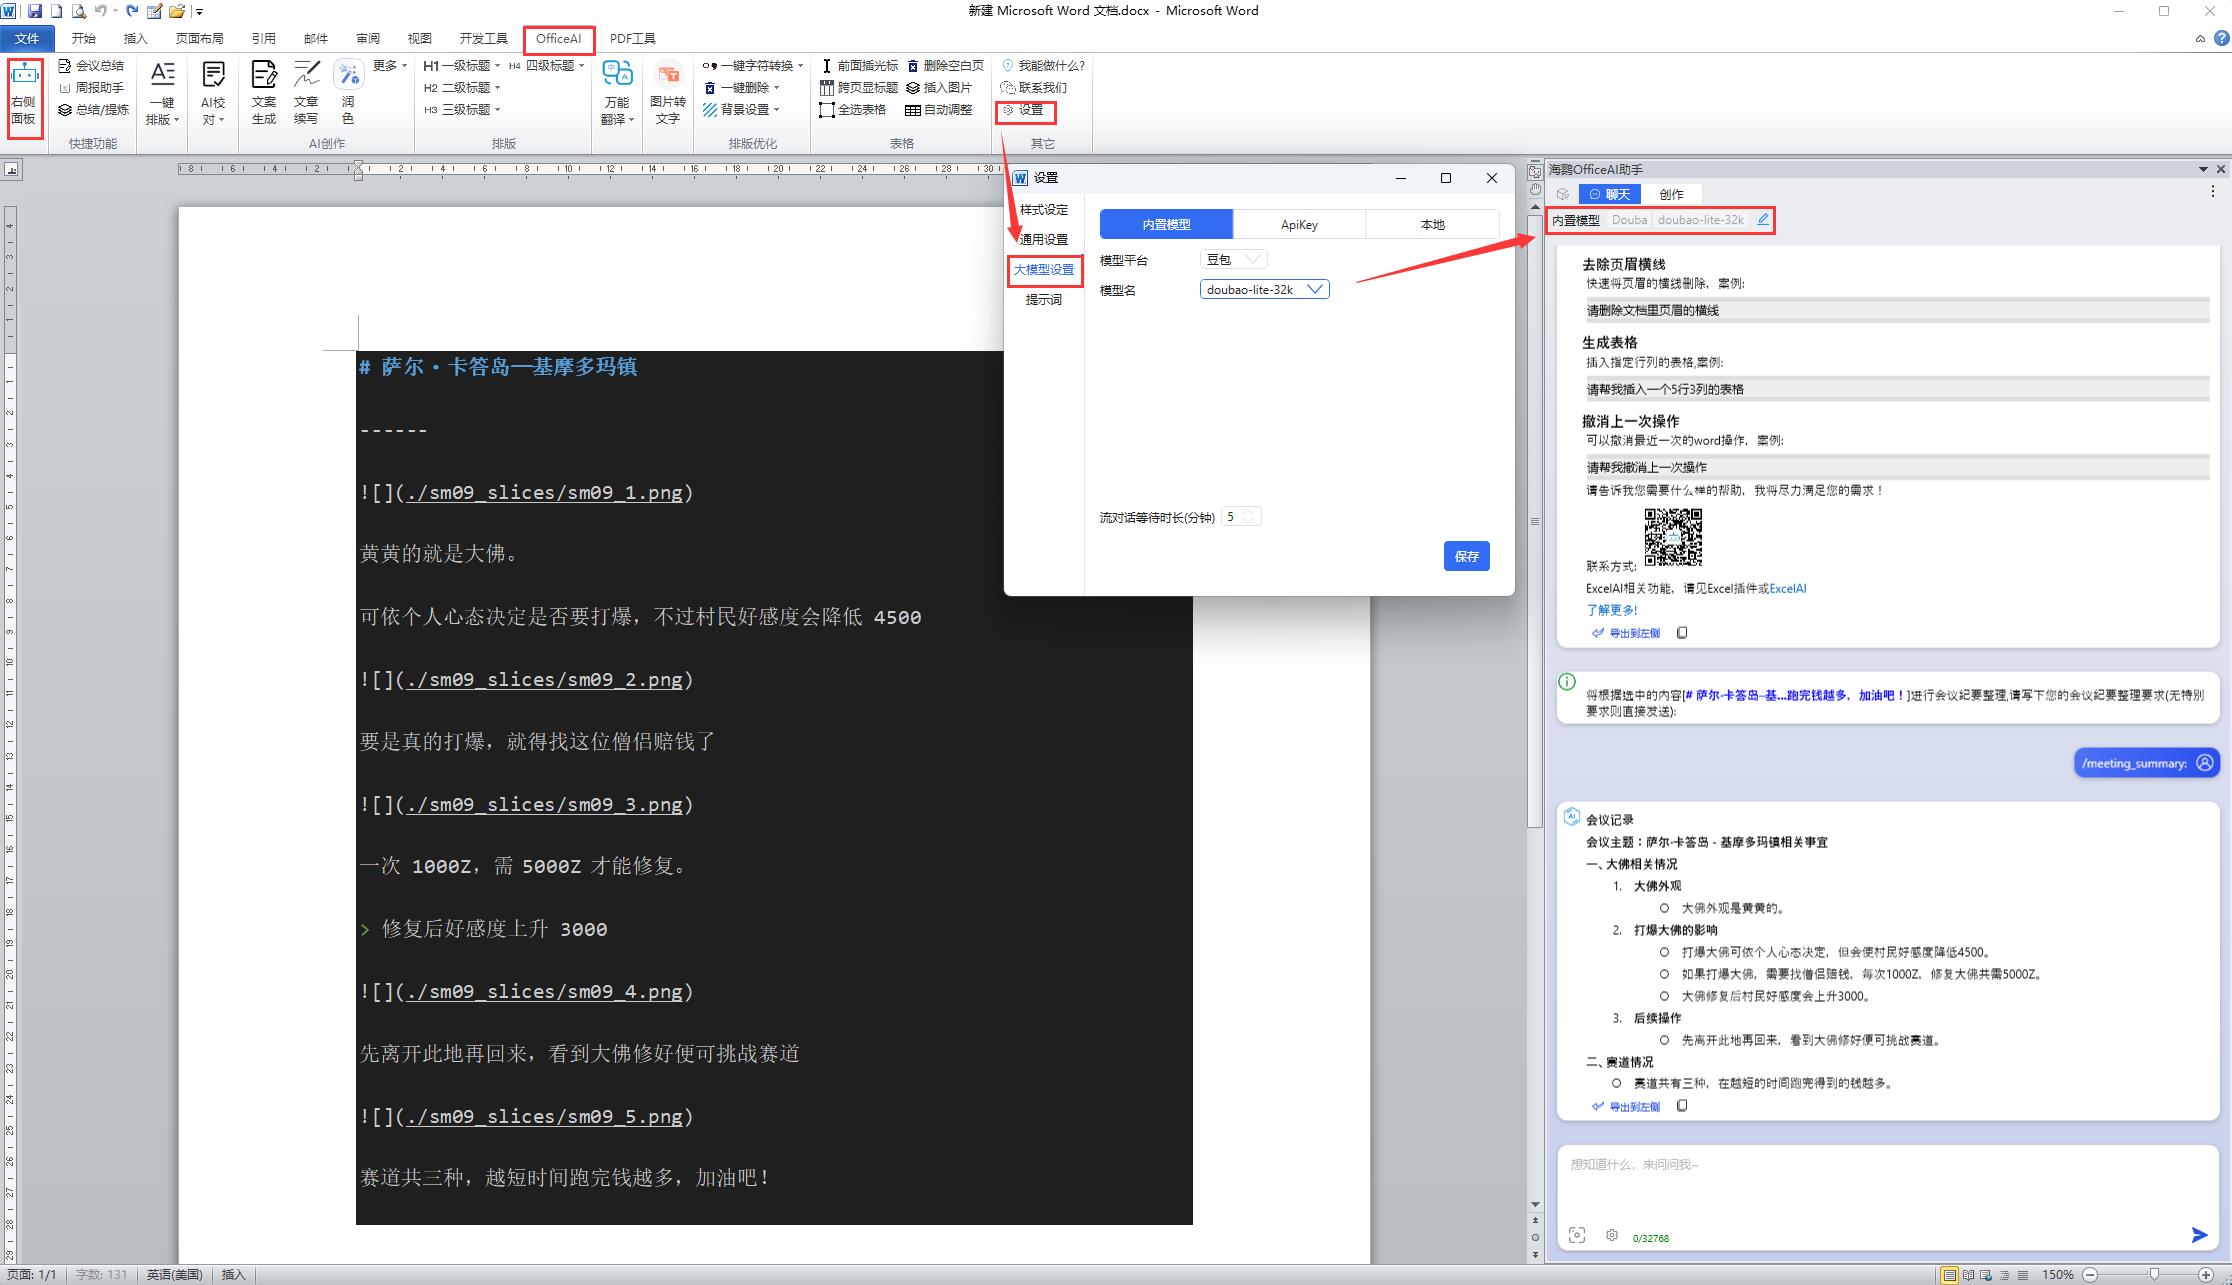 新建 Microsoft Word 文档.docx - Microsoft Word
文件 开始 插入 页面布局 引用 邮件 审阅 视图 开发工具 OfficeAI PDF工具
右侧面板
会议总结
周报助手
总结/提炼
快捷功能
一键排版
AI校对
文案生成
文章续写
润色
更多
AI创作
H1 一级标题 H4 四级标题
H2 二级标题
H3 三级标题
排版
万能翻译
图片转文字
一键字符转换
一键删除
背景设置
排版优化
前面插光标 删除空白页
跨页显标题 插入图片
全选表格 自动调整
表格
我能做什么?
联系我们
设置
其它
# 萨尔·卡答岛—基摩多玛镇
------
![](./sm09_slices/sm09_1.png)
黄黄的就是大佛。
可依个人心态决定是否要打爆，不过村民好感度会降低 4500
![](./sm09_slices/sm09_2.png)
要是真的打爆，就得找这位僧侣赔钱了
![](./sm09_slices/sm09_3.png)
一次 1000Z，需 5000Z 才能修复。
> 修复后好感度上升 3000
![](./sm09_slices/sm09_4.png)
先离开此地再回来，看到大佛修好便可挑战赛道
![](./sm09_slices/sm09_5.png)
赛道共三种，越短时间跑完钱越多，加油吧！
设置
样式设定
通用设置
大模型设置
提示词
内置模型 ApiKey 本地
模型平台 豆包
模型名 doubao-lite-32k
流对话等待时长(分钟) 5
保存
海鹦OfficeAI助手
聊天 创作
内置模型 Douba doubao-lite-32k
去除页眉横线
快速将页眉的横线删除，案例:
请删除文档里页眉的横线
生成表格
插入指定行列的表格,案例:
请帮我插入一个5行3列的表格
撤消上一次操作
可以撤消最近一次的word操作，案例:
请帮我撤消上一次操作
请告诉我您需要什么样的帮助，我将尽力满足您的需求！
联系方式:
ExcelAI相关功能，请见Excel插件或ExcelAI
了解更多!
导出到左侧
将根据选中的内容[# 萨尔·卡答岛—基...跑完钱越多，加油吧！]进行会议纪要整理,请写下您的会议纪要整理要求(无特别
要求则直接发送):
/meeting_summary:
会议记录
会议主题：萨尔·卡答岛 - 基摩多玛镇相关事宜
一、大佛相关情况
1. 大佛外观
大佛外观是黄黄的。
2. 打爆大佛的影响
打爆大佛可依个人心态决定，但会使村民好感度降低4500。
如果打爆大佛，需要找僧侣赔钱，每次1000Z，修复大佛共需5000Z。
大佛修复后村民好感度会上升3000。
3. 后续操作
先离开此地再回来，看到大佛修好便可挑战赛道。
二、赛道情况
赛道共有三种，在越短的时间跑完得到的钱越多。
导出到左侧
想知道什么，来问问我~
0/32768
页面: 1/1 字数: 131 英语(美国) 插入 150%